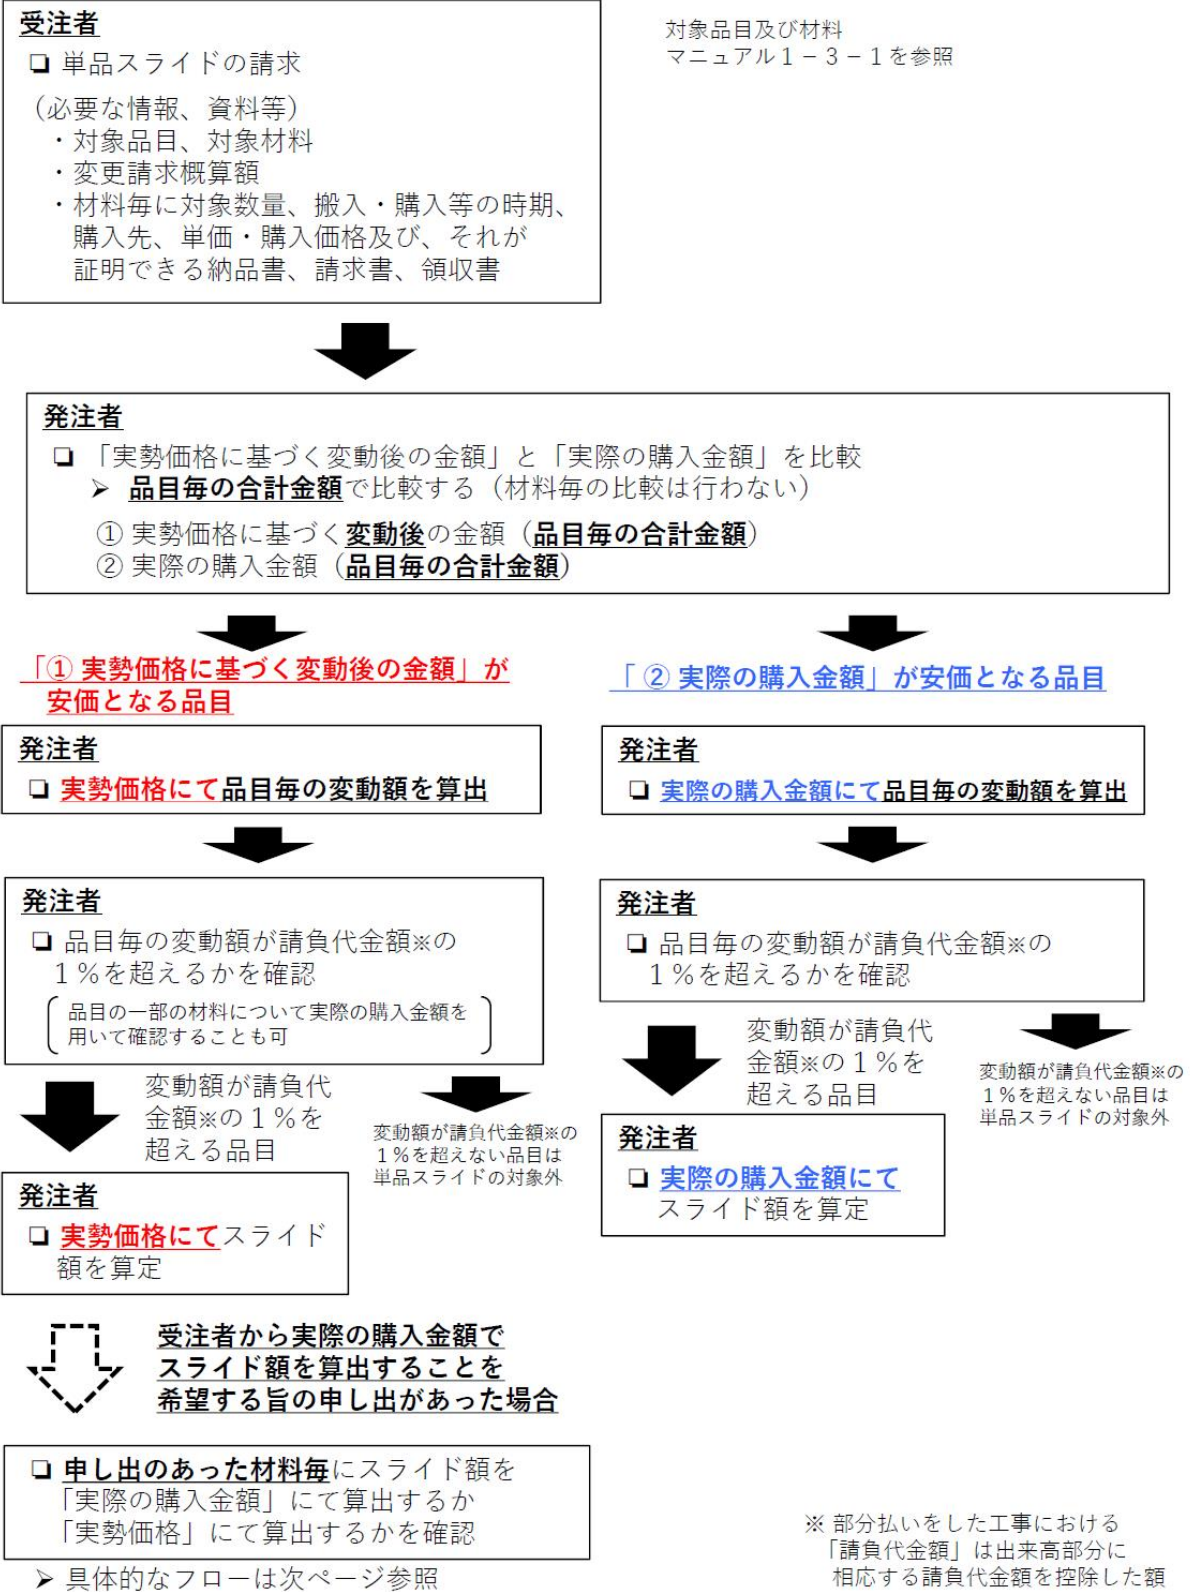 受注者
❏ 単品スライドの請求
（必要な情報、資料等）
・対象品目、対象材料
・変更請求概算額
・材料毎に対象数量、搬入・購入等の時期、
購入先、単価・購入価格及び、それが
証明できる納品書、請求書、領収書
対象品目及び材料
マニュアル１－３－１を参照
発注者
❏ 「実勢価格に基づく変動後の金額」と「実際の購入金額」を比較
➢ 品目毎の合計金額で比較する（材料毎の比較は行わない）
① 実勢価格に基づく変動後の金額（品目毎の合計金額）
② 実際の購入金額（品目毎の合計金額）
「① 実勢価格に基づく変動後の金額」が
安価となる品目
発注者
❏ 実勢価格にて品目毎の変動額を算出
発注者
❏ 品目毎の変動額が請負代金額※の
１％を超えるかを確認
品目の一部の材料について実際の購入金額を
用いて確認することも可
変動額が請負代
金額※の１％を
超える品目
変動額が請負代金額※の
１％を超えない品目は
単品スライドの対象外
発注者
❏ 実勢価格にてスライド
額を算定
受注者から実際の購入金額で
スライド額を算出することを
希望する旨の申し出があった場合
❏ 申し出のあった材料毎にスライド額を
「実際の購入金額」にて算出するか
「実勢価格」にて算出するかを確認
➢ 具体的なフローは次ページ参照
「 ② 実際の購入金額」が安価となる品目
発注者
❏ 実際の購入金額にて品目毎の変動額を算出
発注者
❏ 品目毎の変動額が請負代金額※の
１％を超えるかを確認
変動額が請負代
金額※の１％を
超える品目
変動額が請負代金額※の
１％を超えない品目は
単品スライドの対象外
発注者
❏ 実際の購入金額にて
スライド額を算定
※ 部分払いをした工事における
「請負代金額」は出来高部分に
相応する請負代金額を控除した額